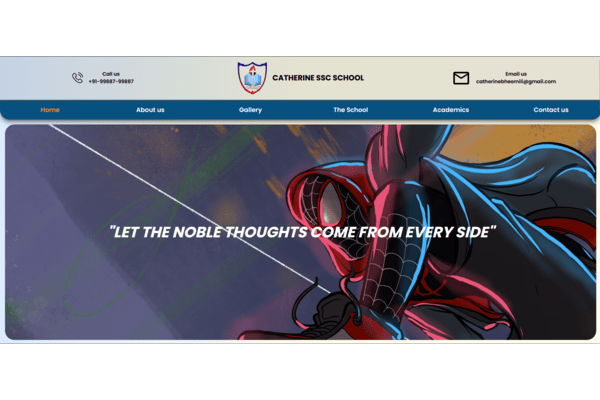 Call us
+91-99887-99887
CATHERINE SSC SCHOOL
Email us
catherinebheemili@gmail.com
Home
About us
Gallery
The School
Academics
Contact us
"LET THE NOBLE THOUGHTS COME FROM EVERY SIDE"